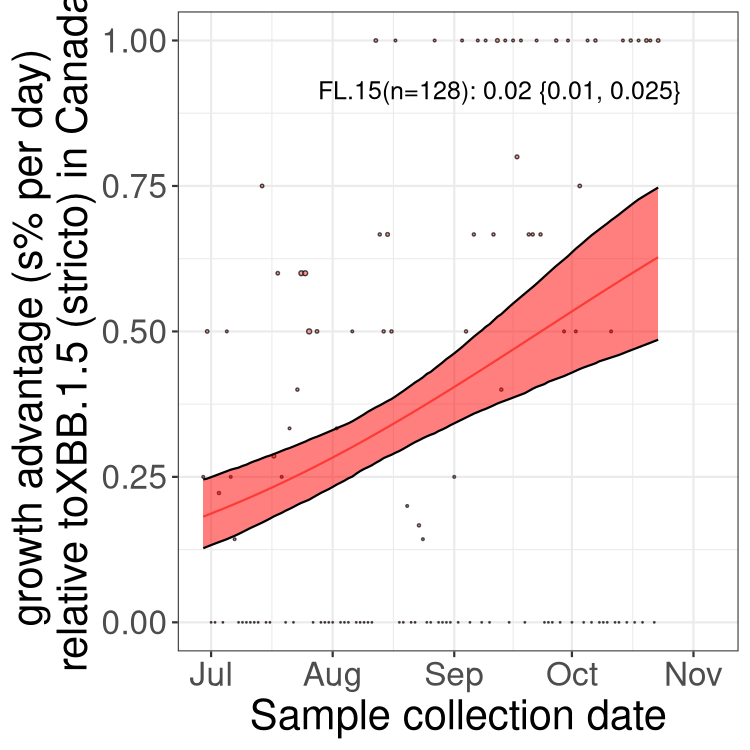 growth advantage (s% per day)
relative toXBB.1.5 (stricto) in Canada
1.00
0.75
0.50
0.25
0.00
FL.15(n=128): 0.02 {0.01, 0.025}
Jul Aug Sep Oct Nov
Sample collection date